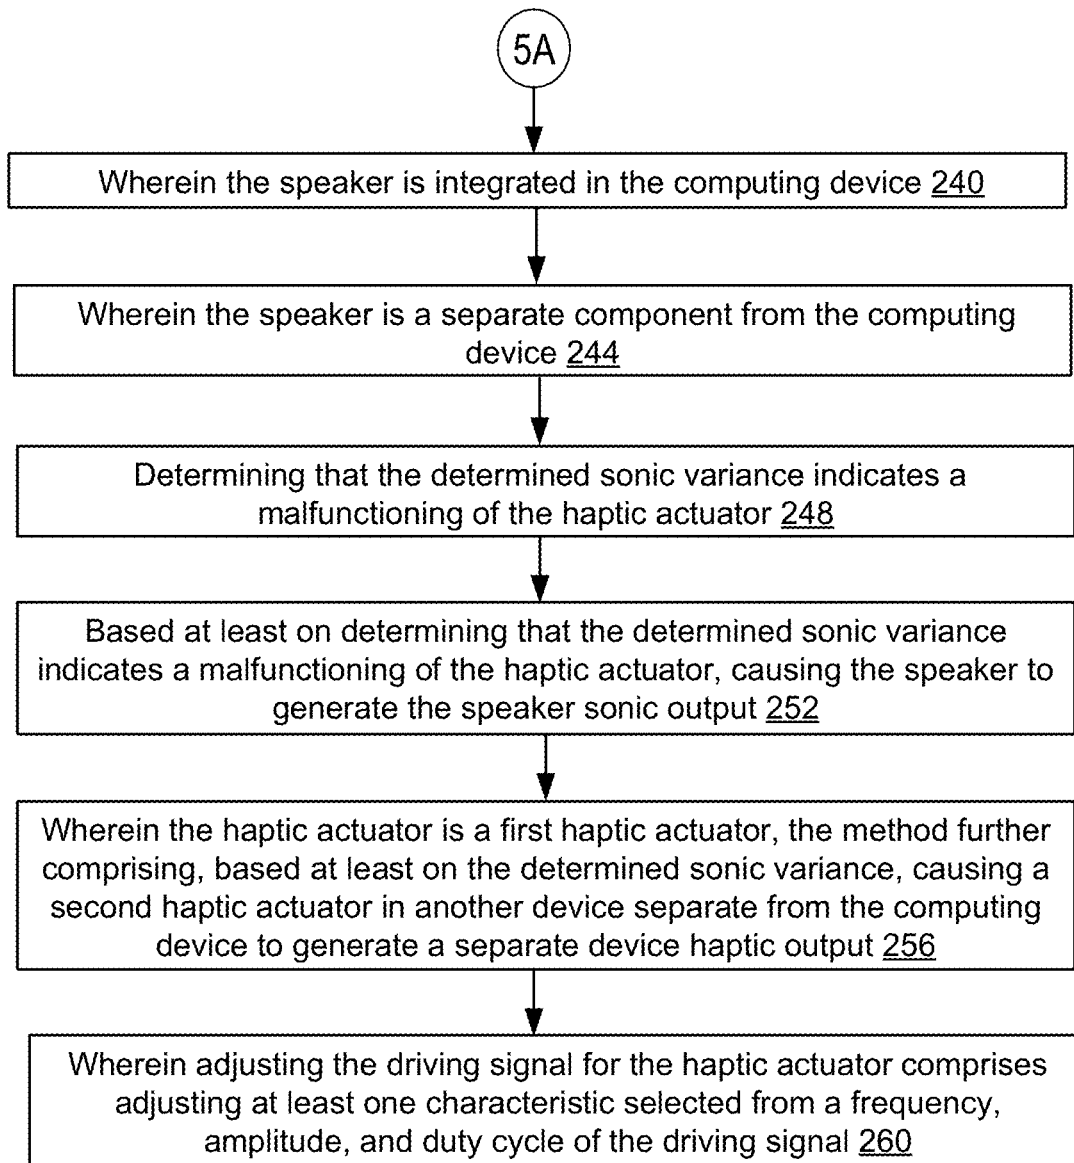 5A
Wherein the speaker is integrated in the computing device 240
Wherein the speaker is a separate component from the computing
device 244
Determining that the determined sonic variance indicates a
malfunctioning of the haptic actuator 248
Based at least on determining that the determined sonic variance
indicates a malfunctioning of the haptic actuator, causing the speaker to
generate the speaker sonic output 252
Wherein the haptic actuator is a first haptic actuator, the method further
comprising, based at least on the determined sonic variance, causing a
second haptic actuator in another device separate from the computing
device to generate a separate device haptic output 256
Wherein adjusting the driving signal for the haptic actuator comprises
adjusting at least one characteristic selected from a frequency,
amplitude, and duty cycle of the driving signal 260